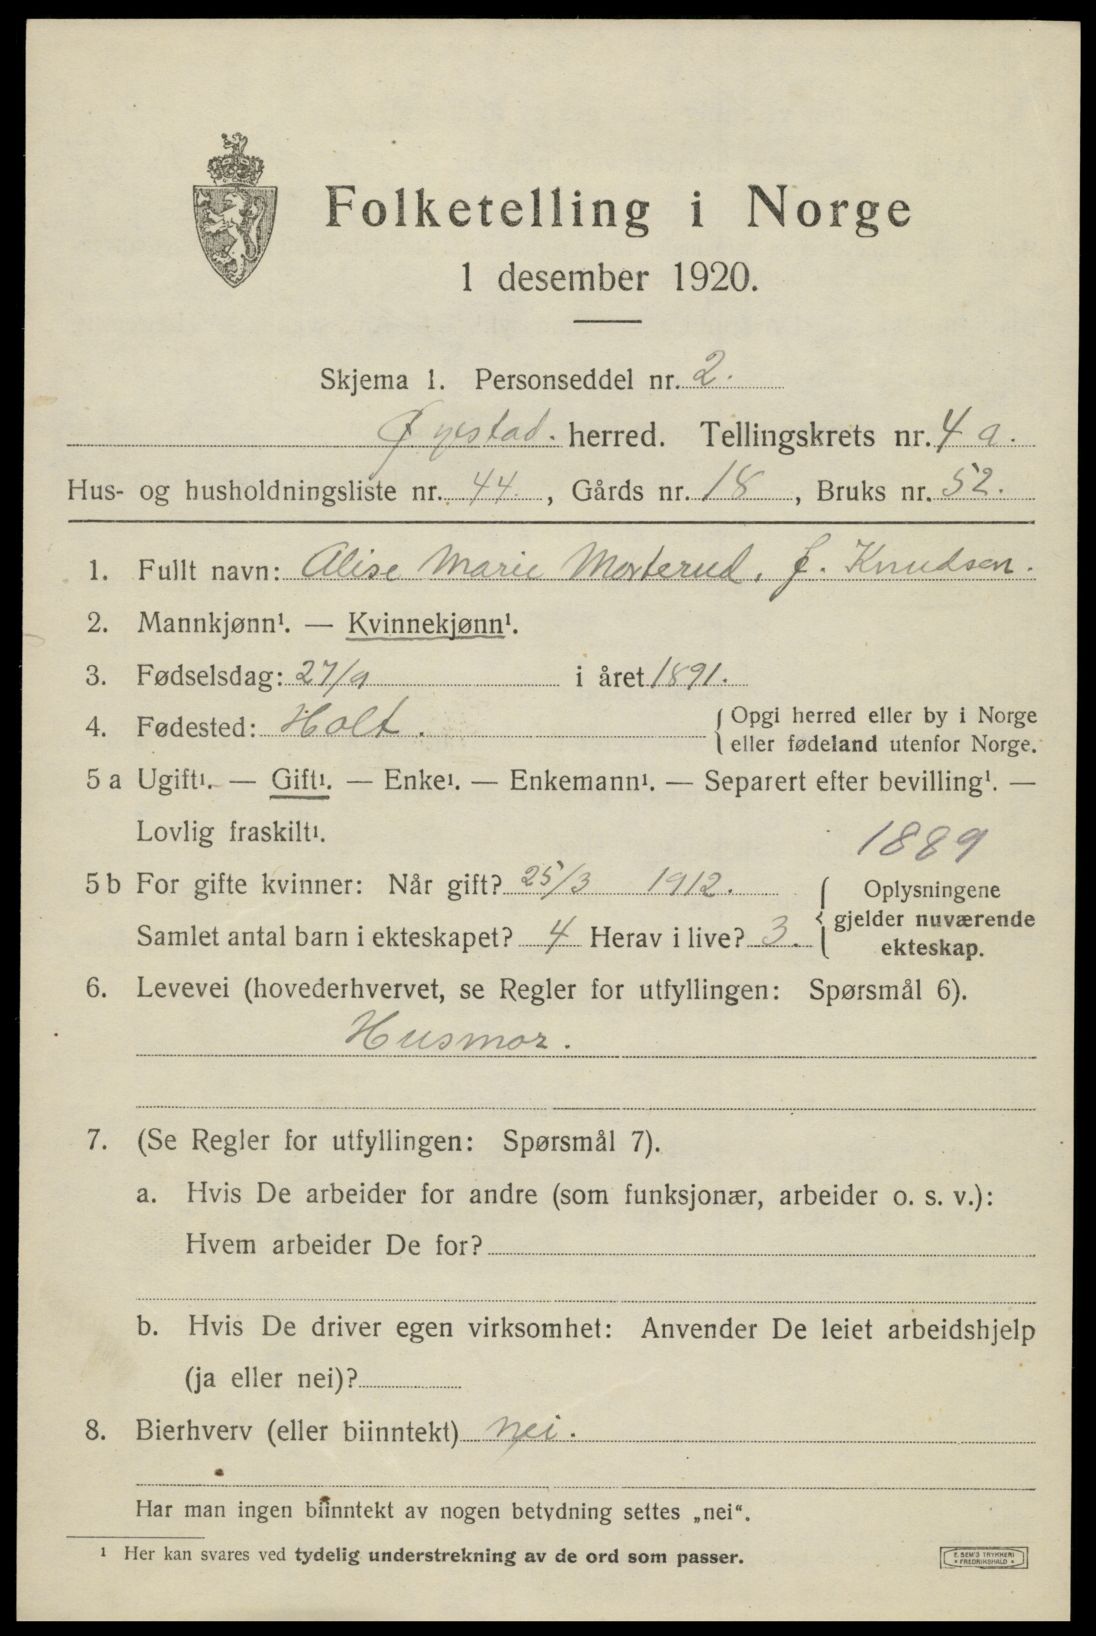 Folketelling i Norge
1 desember 1920.
Skjema 1. Personseddel nr. 2.
Øyestad. herred. Tellingskrets nr. 4 a.
Hus- og husholdningsliste nr. 44. , Gårds nr. 18 , Bruks nr. 52.
1. Fullt navn: Alise Marie Morterud, f. Knudsen.
2. Mannkjønn¹. — Kvinnekjønn¹.
3. Fødselsdag: 27/9 i året 1891.
4. Fødested: Holt. Opgi herred eller by i Norge
eller fødeland utenfor Norge.
5 a Ugift¹. — Gift¹. — Enke¹. — Enkemann¹. — Separert efter bevilling¹. —
Lovlig fraskilt¹.
1889
5 b For gifte kvinner: Når gift? 25/3 1912. Oplysningene
gjelder nuværende
Samlet antal barn i ekteskapet? 4 Herav i live? 3.
ekteskap.
6. Levevei (hovederhvervet, se Regler for utfyllingen: Spørsmål 6).
Husmor.
7. (Se Regler for utfyllingen: Spørsmål 7).
a. Hvis De arbeider for andre (som funksjonær, arbeider o. s. v.):
Hvem arbeider De for?
b. Hvis De driver egen virksomhet: Anvender De leiet arbeidshjelp
(ja eller nei)?
8. Bierhverv (eller biinntekt) nei.
Har man ingen biinntekt av nogen betydning settes „nei“.
¹ Her kan svares ved tydelig understrekning av de ord som passer.
E. SEM'S TRYKKERI
• FREDRIKSHALD •